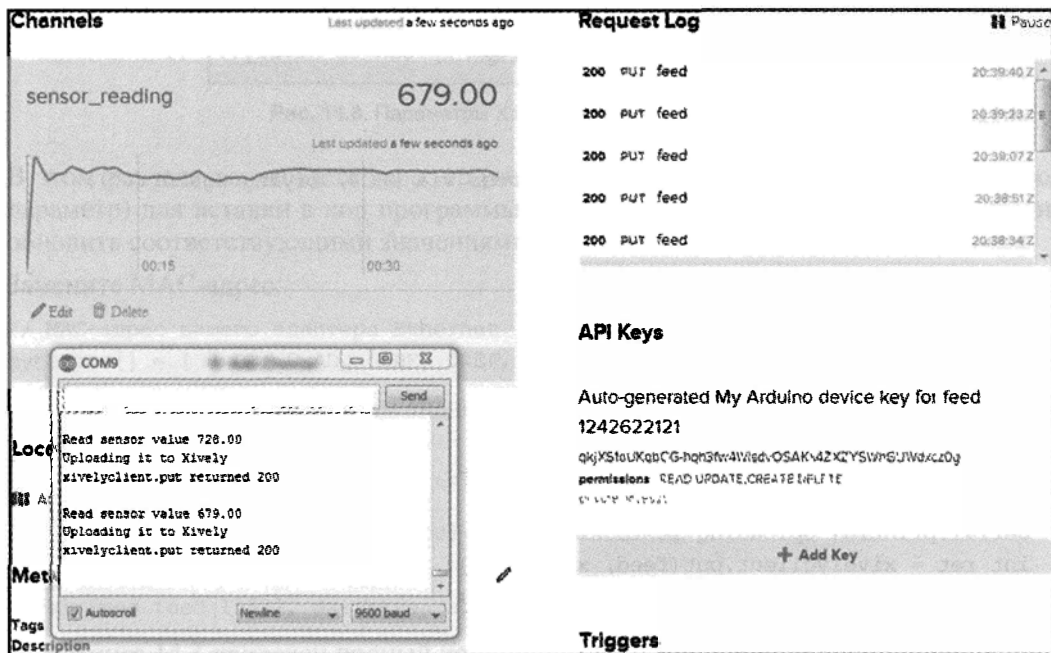 Channels
Last updated a few seconds ago
sensor_reading
679.00
Last updated a few seconds ago
00:15
00:30
Edit
Delete
COM9
Send
Read sensor value 726.00
Uploading it to Xively
xivelyclient.put returned 200
Read sensor value 679.00
Uploading it to Xively
xivelyclient.put returned 200
Autoscroll
Newline
9600 baud
Tags
Description
Request Log
Pause
200 PUT feed 20:39:40Z
200 PUT feed 20:39:23Z
200 PUT feed 20:39:07Z
200 PUT feed 20:38:51Z
200 PUT feed 20:38:34Z
API Keys
Auto-generated My Arduino device key for feed
1242622121
permissions READ,UPDATE,CREATE,DELETE
+ Add Key
Triggers